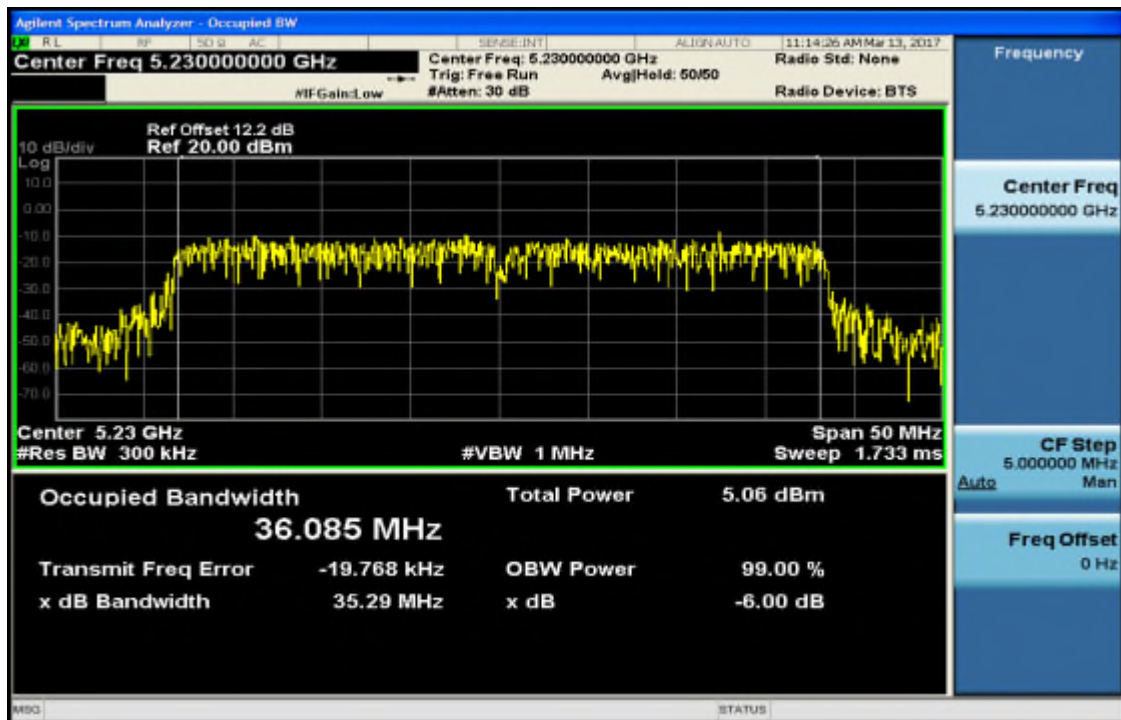 Agilent Spectrum Analyzer - Occupied BW
LXI RL RF 50 Ω AC SENSE:INT ALIGN AUTO 11:14:26 AM Mar 13, 2017
Center Freq 5.230000000 GHz
Center Freq: 5.230000000 GHz
Radio Std: None
Trig: Free Run Avg|Hold: 50/50
#IFGain:Low
#Atten: 30 dB
Radio Device: BTS
Ref Offset 12.2 dB
10 dB/div Ref 20.00 dBm
Log
10.0
0.00
-10.0
-20.0
-30.0
-40.0
-50.0
-60.0
-70.0
Center 5.23 GHz Span 50 MHz
#Res BW 300 kHz #VBW 1 MHz Sweep 1.733 ms
Occupied Bandwidth Total Power 5.06 dBm
36.085 MHz
Transmit Freq Error -19.768 kHz OBW Power 99.00 %
x dB Bandwidth 35.29 MHz x dB -6.00 dB
MSG STATUS
Frequency
Center Freq
5.230000000 GHz
CF Step
5.000000 MHz
Auto Man
Freq Offset
0 Hz